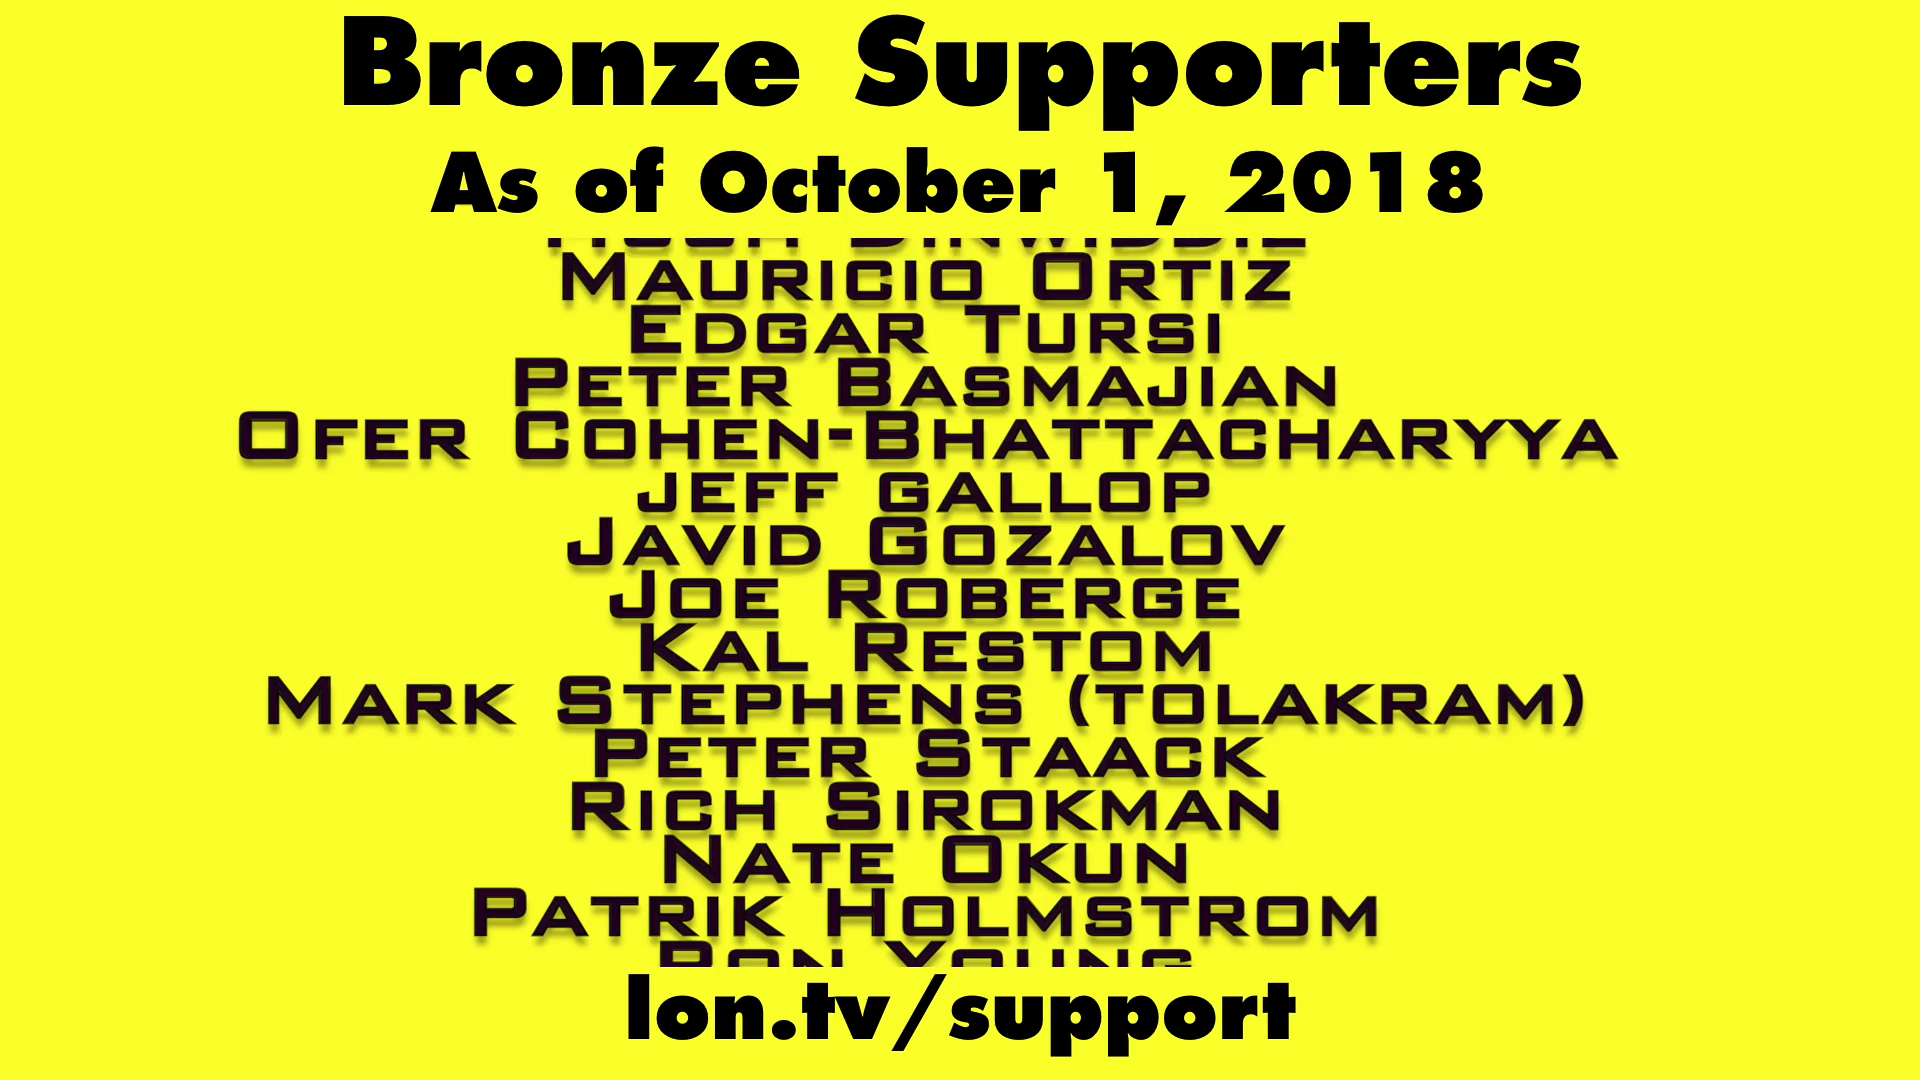 Bronze Supporters
As of October 1, 2018
Mauricio Ortiz
Edgar Tursi
Peter Basmajian
Ofer Cohen-Bhattacharyya
jeff gallop
Javid Gozalov
Joe Roberge
Kal Restom
Mark Stephens (tolakram)
Peter Staack
Rich Sirokman
Nate Okun
Patrik Holmstrom
Ron Young
lon.tv/support